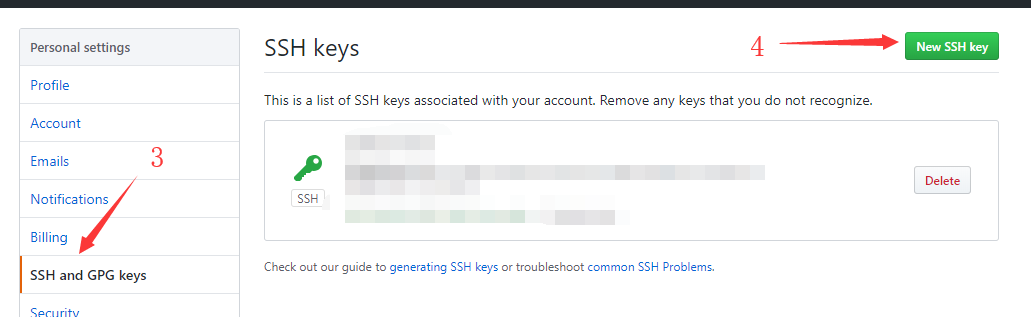 Personal settings
Profile
Account
Emails
Notifications
Billing
SSH and GPG keys
Security
3
SSH keys
4
New SSH key
This is a list of SSH keys associated with your account. Remove any keys that you do not recognize.
SSH
Delete
Check out our guide to generating SSH keys or troubleshoot common SSH Problems.